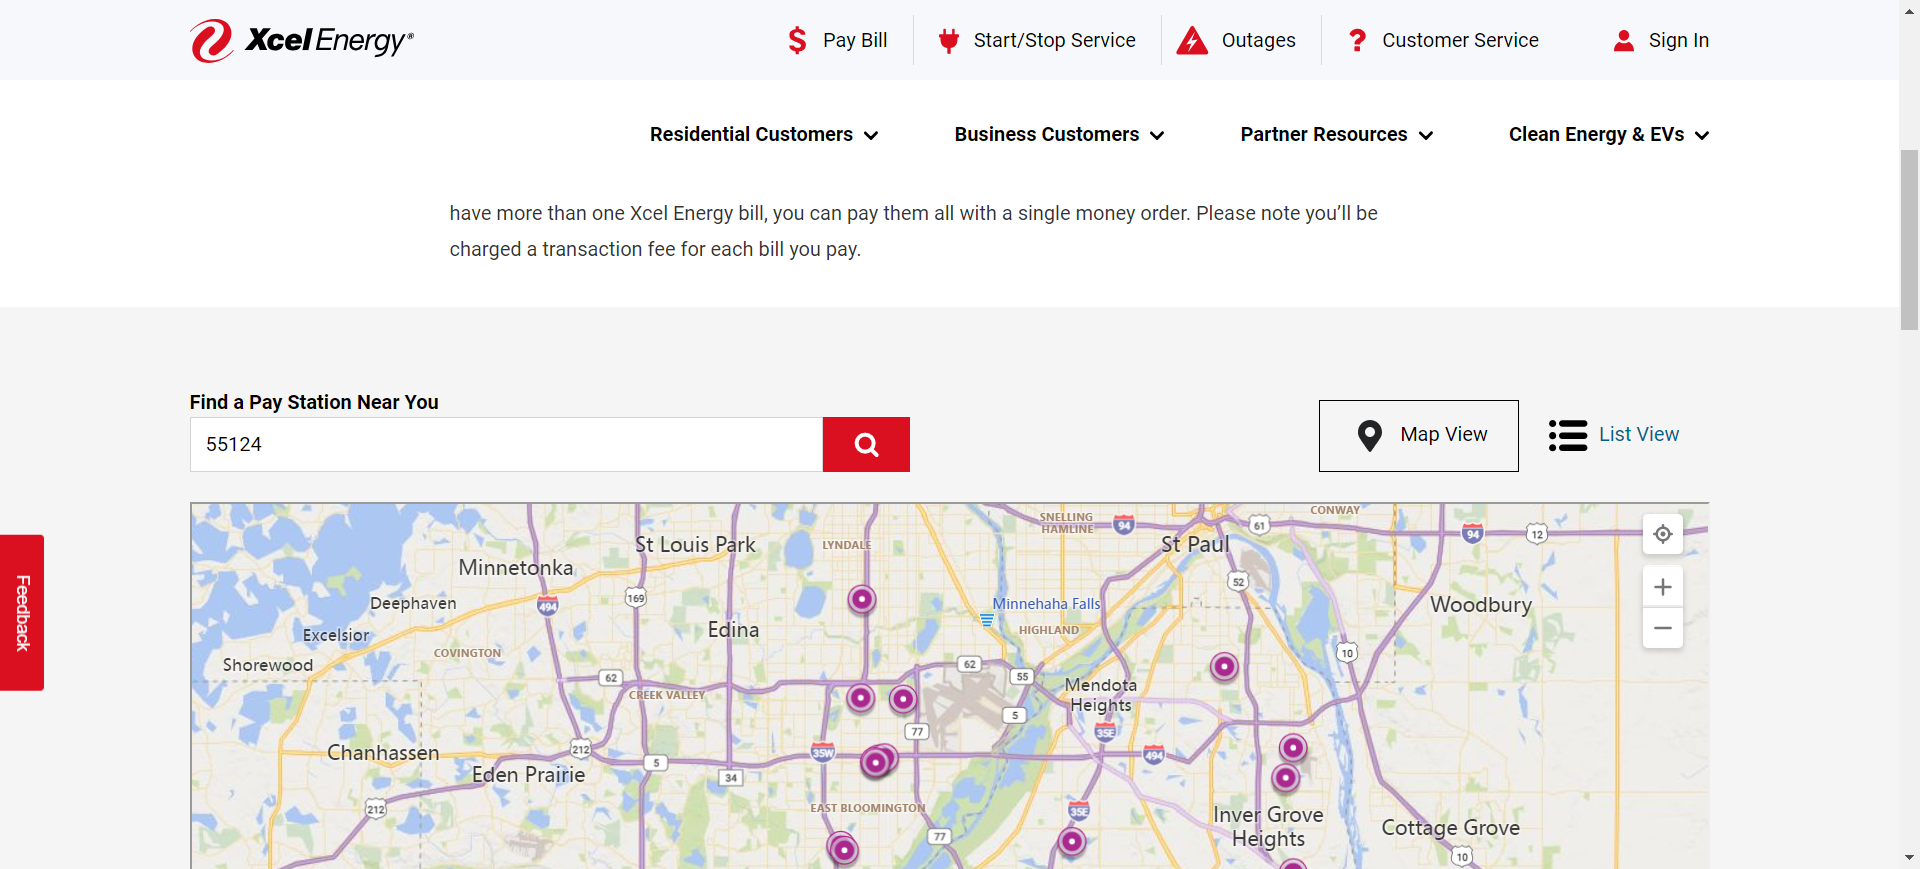 Xcel Energy®
Pay Bill
Start/Stop Service
Outages
Customer Service
Sign In
Residential Customers
Business Customers
Partner Resources
Clean Energy & EVs
have more than one Xcel Energy bill, you can pay them all with a single money order. Please note you’ll be
charged a transaction fee for each bill you pay.
Find a Pay Station Near You
55124
Map View
List View
Feedback
SNELLING
HAMLINE
94
61
CONWAY
94
12
St Louis Park
LYNDALE
St Paul
Minnetonka
52
Deephaven
494
169
Minnehaha Falls
Woodbury
Excelsior
Edina
HIGHLAND
COVINGTON
10
Shorewood
62
55
62
CREEK VALLEY
Mendota
Heights
5
77
35E
Chanhassen
212
35W
494
5
Eden Prairie
34
212
EAST BLOOMINGTON
35E
Inver Grove
Heights
Cottage Grove
77
10